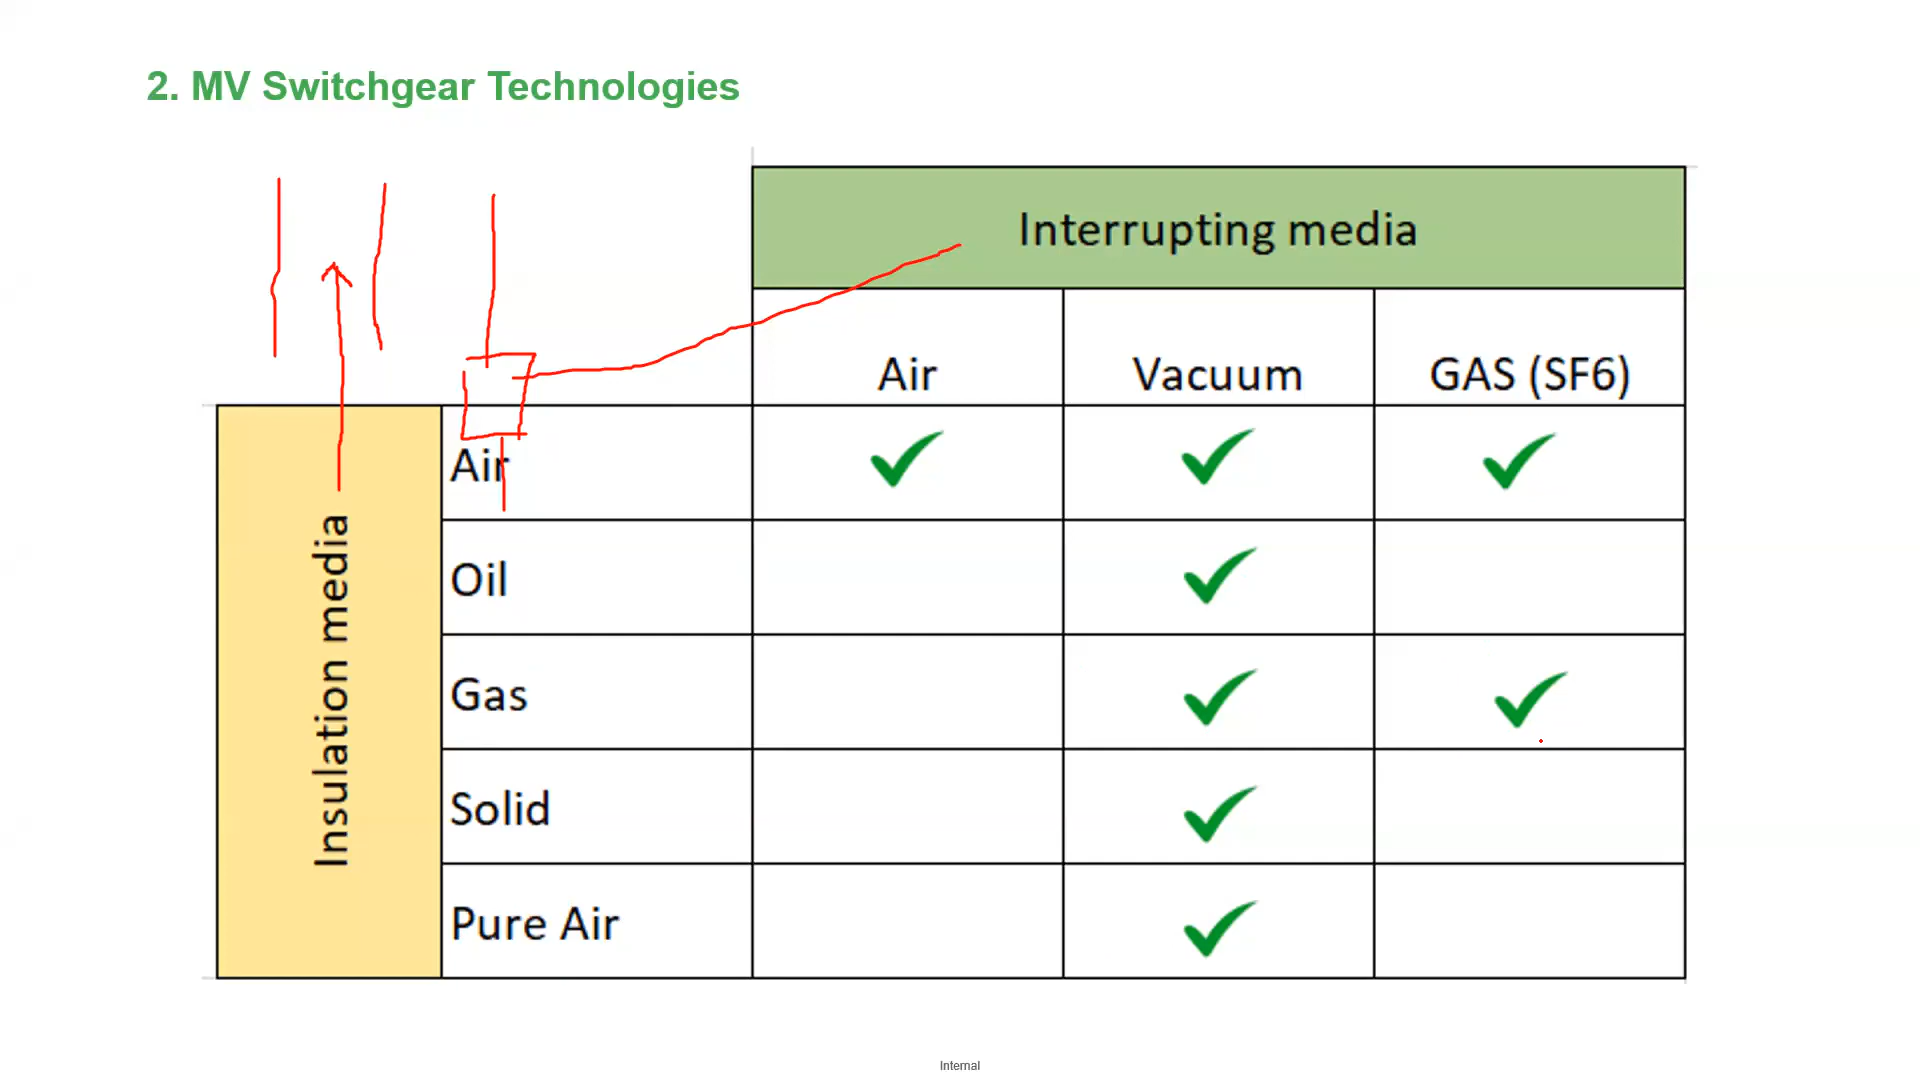 2. MV Switchgear Technologies
Interrupting media
Air Vacuum GAS (SF6)
Insulation media
Air
Oil
Gas
Solid
Pure Air
Internal